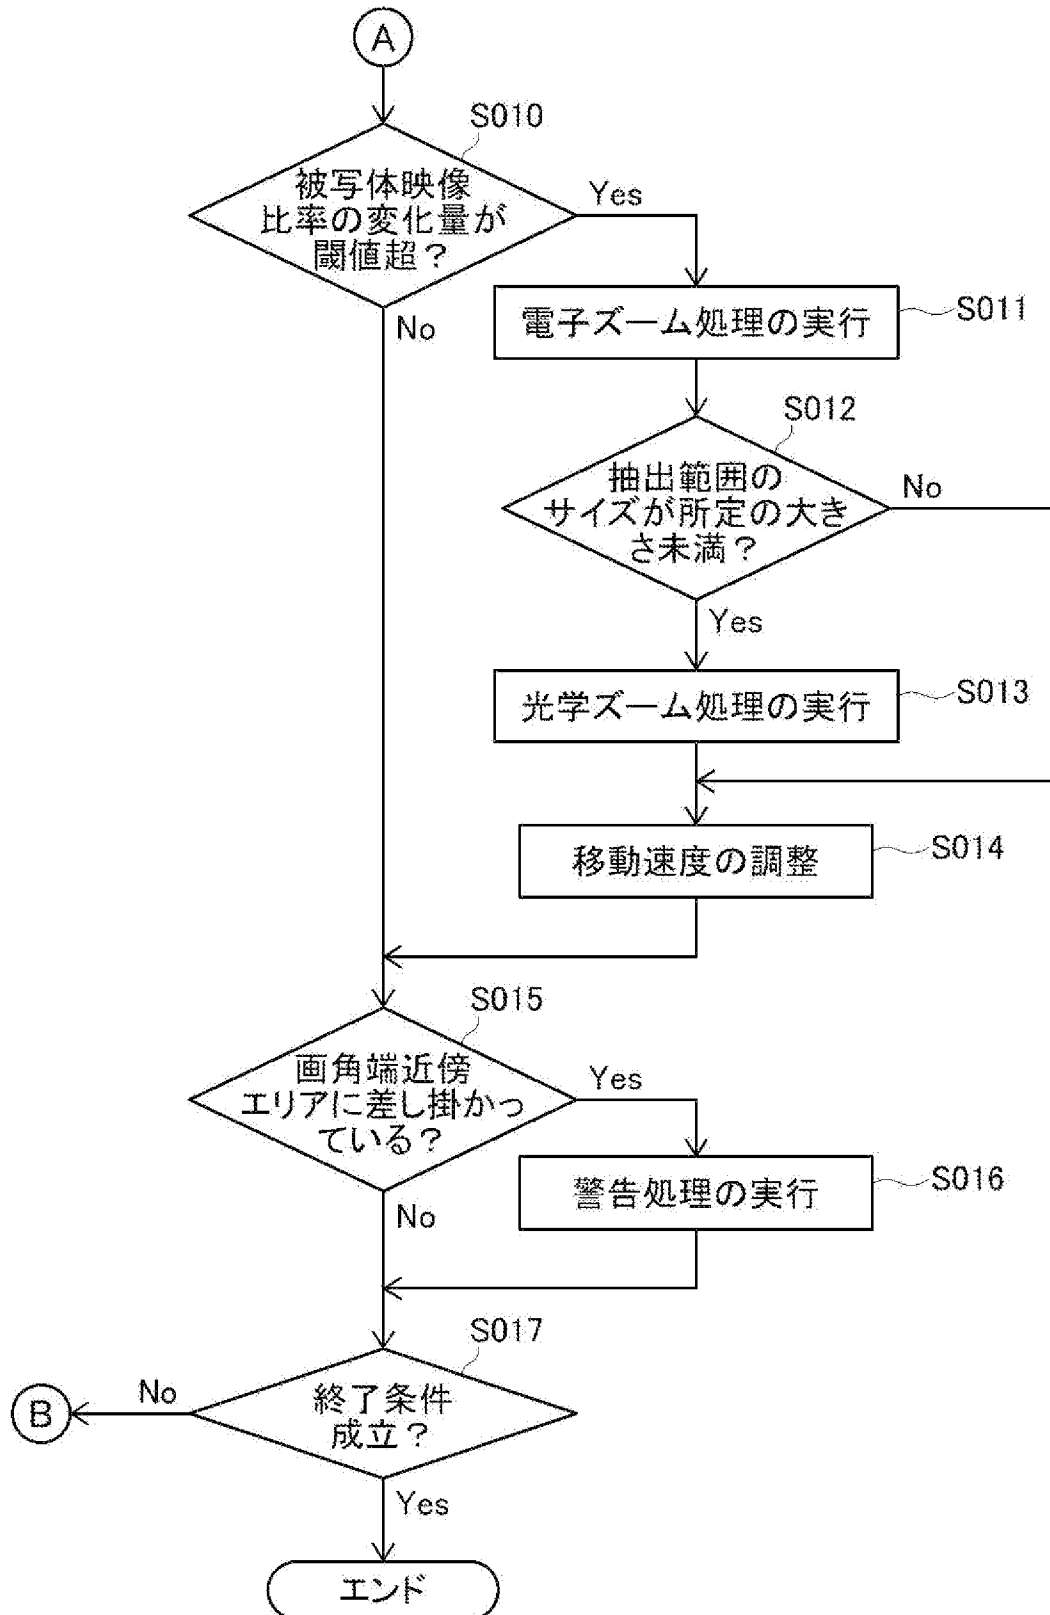 A
S010
被写体映像
比率の変化量が
閾値超？
Yes
No
電子ズーム処理の実行
S011
S012
抽出範囲の
サイズが所定の大き
さ未満？
No
Yes
光学ズーム処理の実行
S013
移動速度の調整
S014
S015
画角端近傍
エリアに差し掛かっ
ている？
Yes
No
警告処理の実行
S016
S017
終了条件
成立？
No
B
Yes
エンド